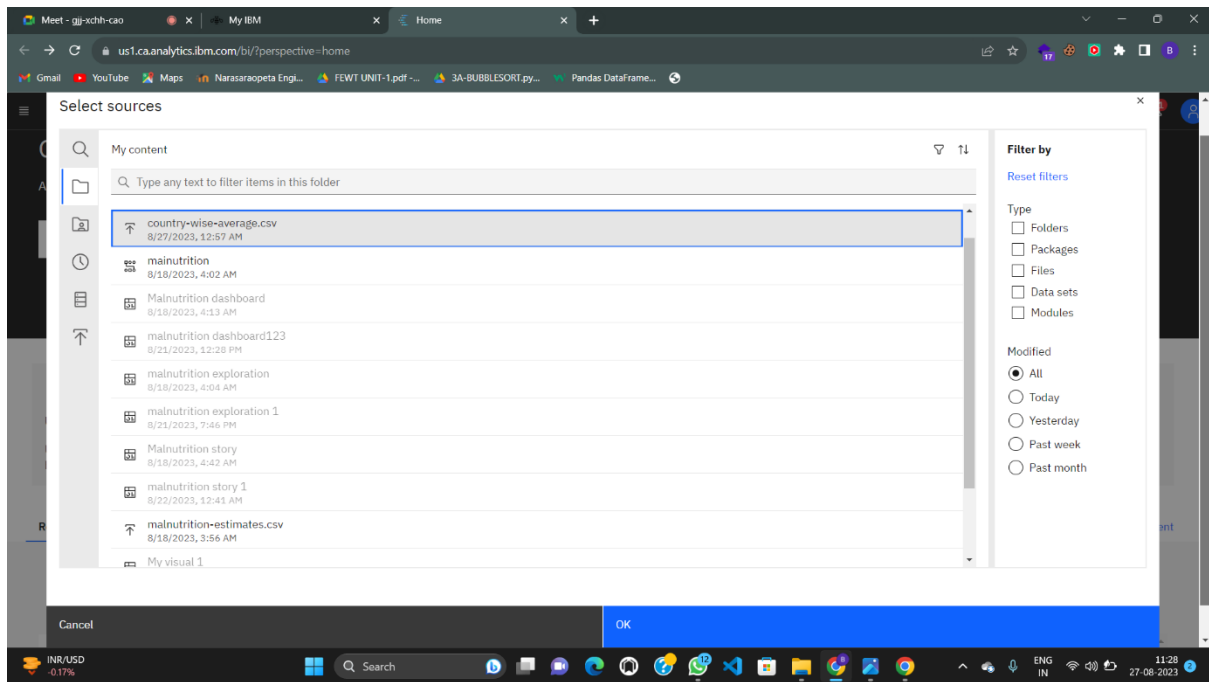 Meet - gjj-xchh-cao
My IBM
Home
us1.ca.analytics.ibm.com/bi/?perspective=home
17
B
Gmail
YouTube
Maps
Narasaraopeta Engi...
FEWT UNIT-1.pdf -...
3A-BUBBLESORT.py...
Pandas DataFrame...
Select sources
My content
Type any text to filter items in this folder
country-wise-average.csv
8/27/2023, 12:57 AM
mainutrition
8/18/2023, 4:02 AM
Malnutrition dashboard
8/18/2023, 4:13 AM
malnutrition dashboard123
8/21/2023, 12:28 PM
malnutrition exploration
8/18/2023, 4:04 AM
malnutrition exploration 1
8/21/2023, 7:46 PM
Malnutrition story
8/18/2023, 4:42 AM
malnutrition story 1
8/22/2023, 12:41 AM
malnutrition-estimates.csv
8/18/2023, 3:56 AM
My visual 1
Filter by
Reset filters
Type
Folders
Packages
Files
Data sets
Modules
Modified
All
Today
Yesterday
Past week
Past month
Cancel
OK
INR/USD
-0.17%
Search
12
ENG
IN
11:28
27-08-2023
2